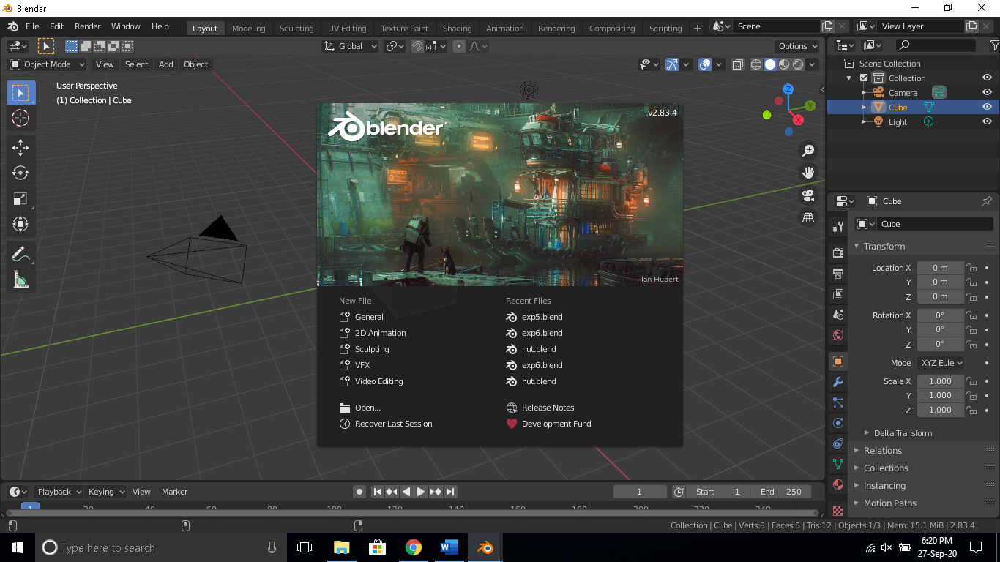 Blender
File Edit Render Window Help Layout Modeling Sculpting UV Editing Texture Paint Shading Animation Rendering Compositing Scripting + Scene View Layer
Global Options
Object Mode View Select Add Object
User Perspective
(1) Collection | Cube
Z
Y
X
Scene Collection
Collection
Camera
Cube
Light
blender
v2.83.4
Ian Hubert
New File
General
2D Animation
Sculpting
VFX
Video Editing
Open...
Recover Last Session
Recent Files
exp5.blend
exp6.blend
hut.blend
exp6.blend
hut.blend
Release Notes
Development Fund
Cube
Cube
Transform
Location X 0 m
Y 0 m
Z 0 m
Rotation X 0°
Y 0°
Z 0°
Mode XYZ Eule
Scale X 1.000
Y 1.000
Z 1.000
Delta Transform
Relations
Collections
Instancing
Motion Paths
Playback Keying View Marker 1 Start 1 End 250
1 20 40 60 80 100 120 140 160 180 200 220 240
Collection | Cube | Verts:8 | Faces:6 | Tris:12 | Objects:1/3 | Mem: 15.1 MiB | 2.83.4
Type here to search
6:20 PM
27-Sep-20